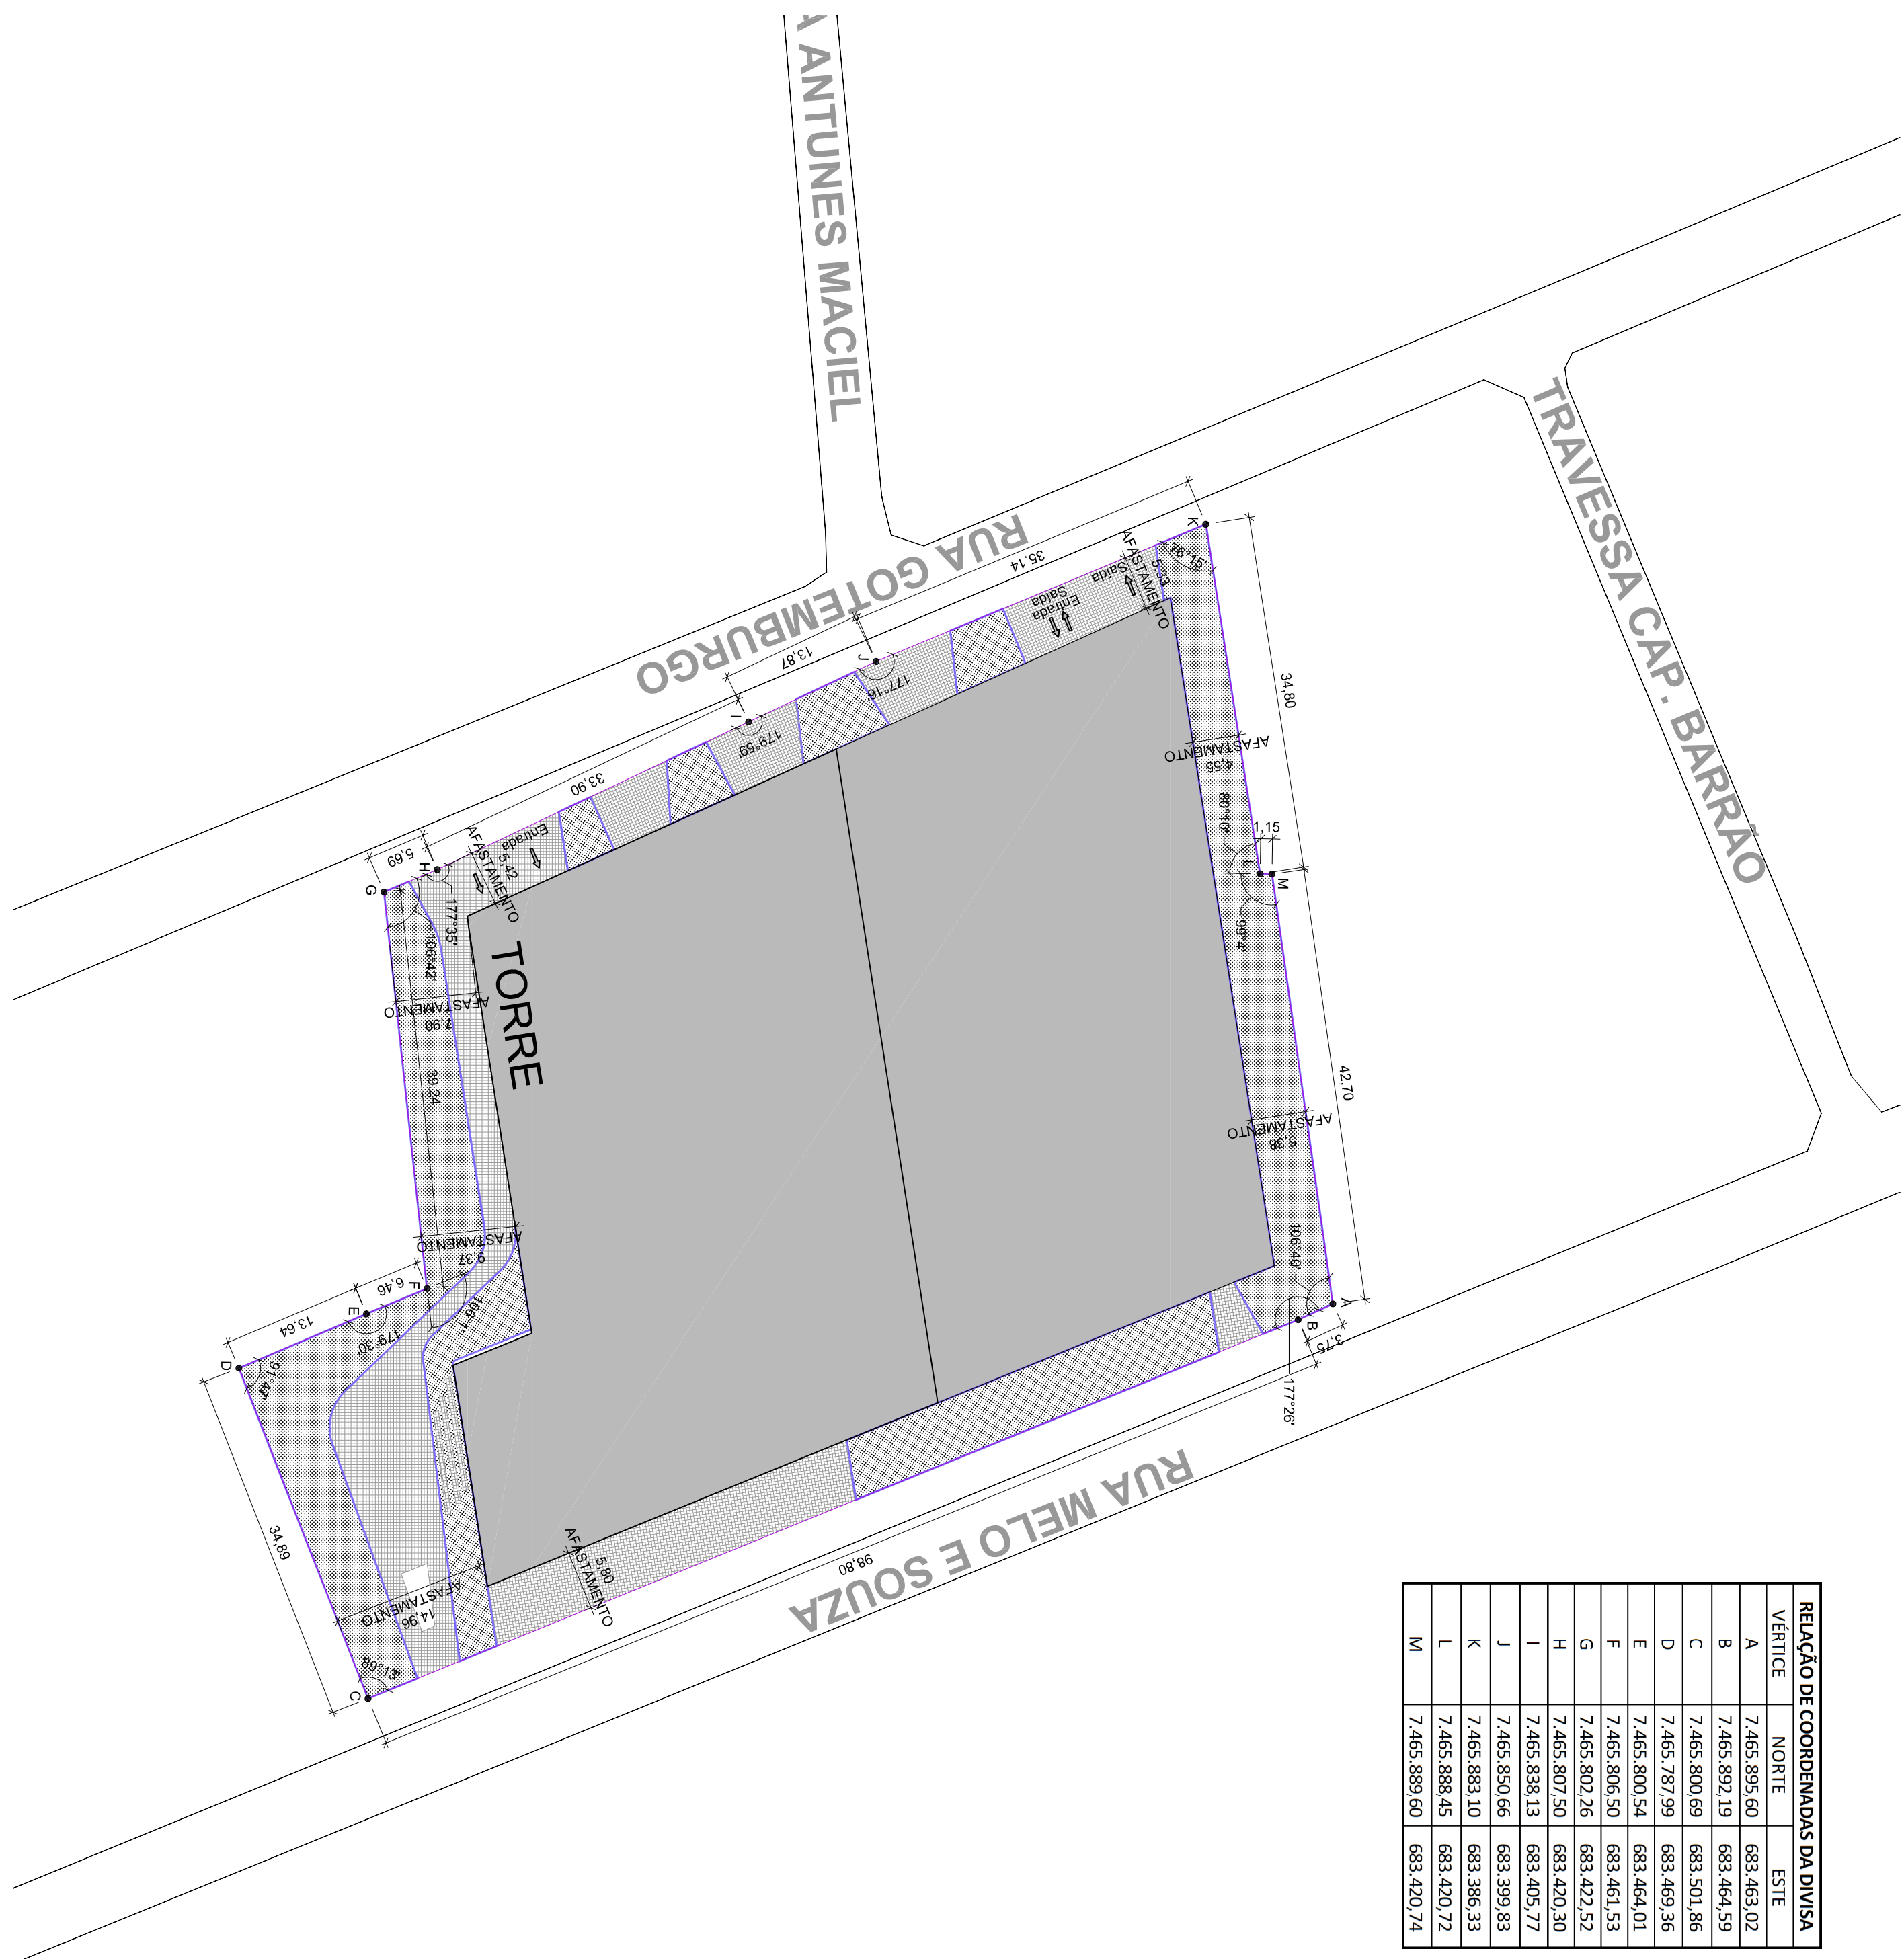 A ANTUNES MACIEL
TRAVESSA CAP. BARRÃO
RUA GOTEMBURGO
RUA MELO E SOUZA
TORRE
K
76°15'
35,14
34,80
AFASTAMENTO
5,33
Saída
Saída
Entrada
J
177°16'
13,87
I
179°59'
33,90
AFASTAMENTO
4,55
80°10'
1,15
L
M
99°4'
Entrada
AFASTAMENTO
5,42
H
177°35'
5,69
G
106°42'
AFASTAMENTO
7,90
39,24
42,70
AFASTAMENTO
5,38
106°40'
A
B
3,75
177°26'
AFASTAMENTO
9,37
F
106°1'
6,46
E
179°30'
13,64
D
91°47'
34,89
AFASTAMENTO
14,96
89°13'
C
AFASTAMENTO
5,80
98,80
RELAÇÃO DE COORDENADAS DA DIVISA
VÉRTICE NORTE ESTE
A 7.465.895,60 683.463,02
B 7.465.892,19 683.464,59
C 7.465.800,69 683.501,86
D 7.465.787,99 683.469,36
E 7.465.800,54 683.464,01
F 7.465.806,50 683.461,53
G 7.465.802,26 683.422,52
H 7.465.807,50 683.420,30
I 7.465.838,13 683.405,77
J 7.465.850,66 683.399,83
K 7.465.883,10 683.386,33
L 7.465.888,45 683.420,72
M 7.465.889,60 683.420,74